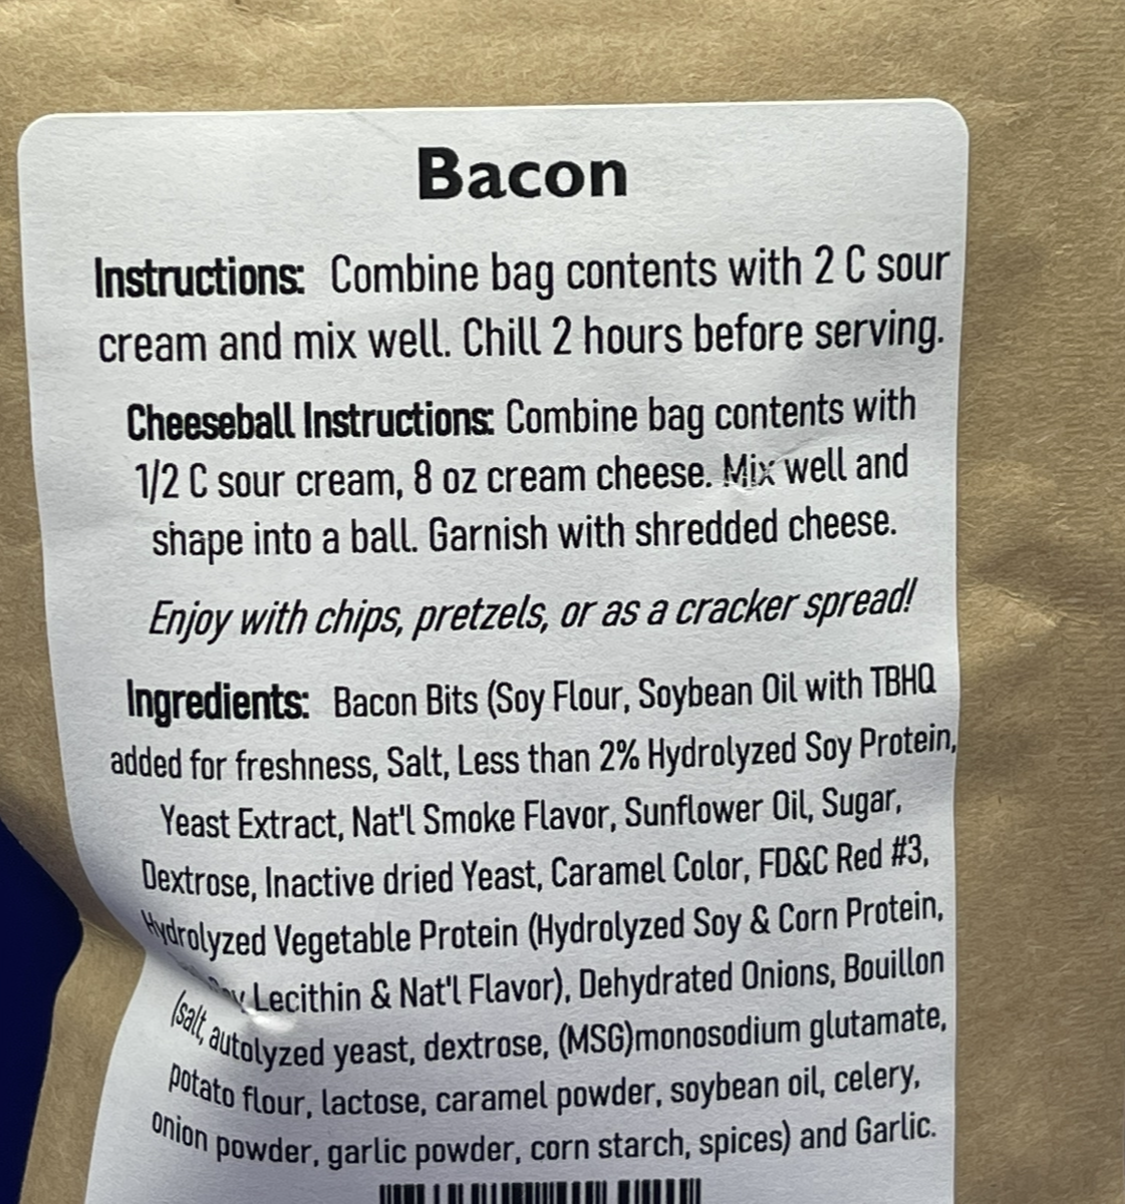 Bacon
Instructions: Combine bag contents with 2 C sour
cream and mix well. Chill 2 hours before serving.
Cheeseball Instructions: Combine bag contents with
1/2 C sour cream, 8 oz cream cheese. Mix well and
shape into a ball. Garnish with shredded cheese.
Enjoy with chips, pretzels, or as a cracker spread!
Ingredients: Bacon Bits (Soy Flour, Soybean Oil with TBHQ
added for freshness, Salt, Less than 2% Hydrolyzed Soy Protein,
Yeast Extract, Nat'l Smoke Flavor, Sunflower Oil, Sugar,
Dextrose, Inactive dried Yeast, Caramel Color, FD&C Red #3,
Hydrolyzed Vegetable Protein (Hydrolyzed Soy & Corn Protein,
Lecithin & Nat'l Flavor), Dehydrated Onions, Bouillon
(salt, autolyzed yeast, dextrose, (MSG)monosodium glutamate,
potato flour, lactose, caramel powder, soybean oil, celery,
onion powder, garlic powder, corn starch, spices) and Garlic.